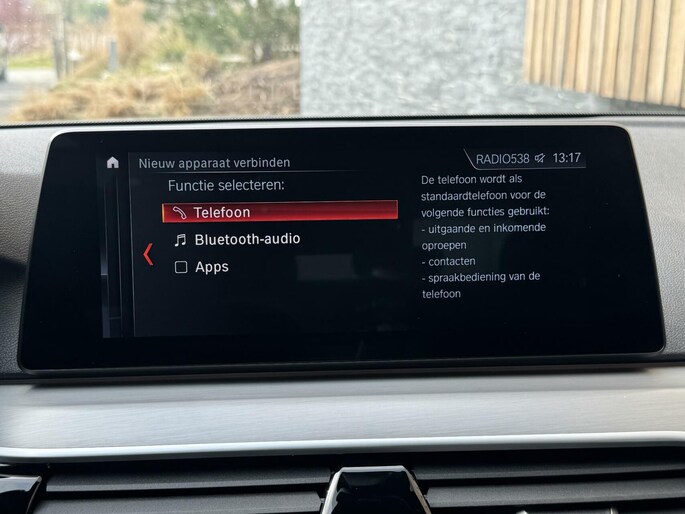 Nieuw apparaat verbinden
RADIO538 13:17
Functie selecteren:
Telefoon
Bluetooth-audio
Apps
De telefoon wordt als
standaardtelefoon voor de
volgende functies gebruikt:
- uitgaande en inkomende
oproepen
- contacten
- spraakbediening van de
telefoon